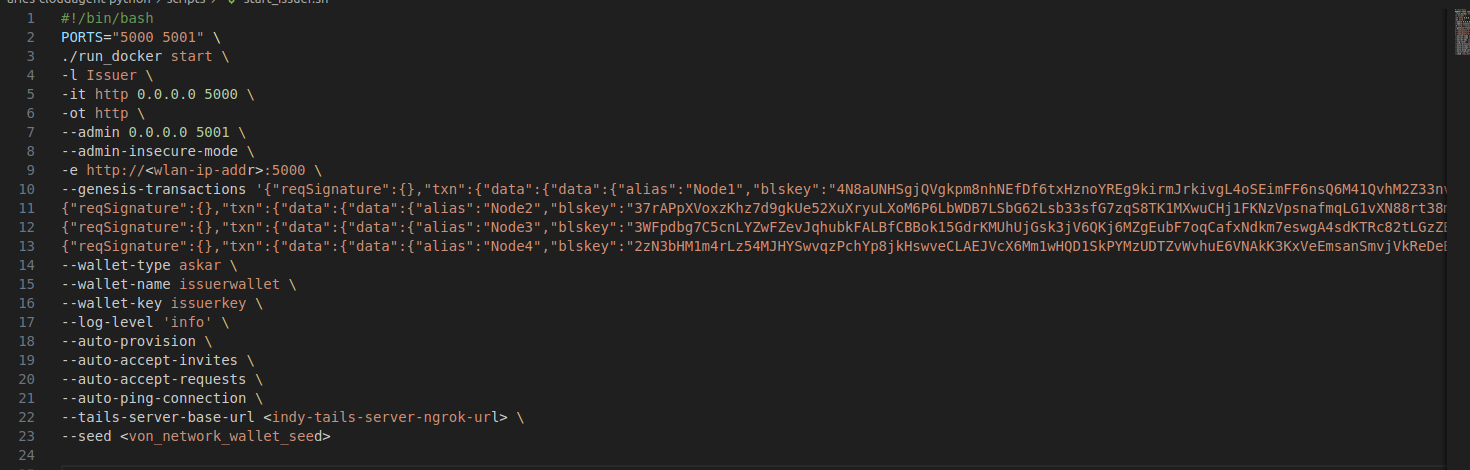 aries-cloudagent-python > scripts > start_issuer.sh
1 #!/bin/bash
2 PORTS="5000 5001" \
3 ./run_docker start \
4 -l Issuer \
5 -it http 0.0.0.0 5000 \
6 -ot http \
7 --admin 0.0.0.0 5001 \
8 --admin-insecure-mode \
9 -e http://<wlan-ip-addr>:5000 \
10 --genesis-transactions '{"reqSignature":{},"txn":{"data":{"data":{"alias":"Node1","blskey":"4N8aUNHSgjQVgkpm8nhNEfDf6txHznoYREg9kirmJrkivgL4oSEimFF6nsQ6M41QvhM2Z33nv
11 {"reqSignature":{},"txn":{"data":{"data":{"alias":"Node2","blskey":"37rAPpXVoxzKhz7d9gkUe52XuXryuLXoM6P6LbWDB7LSbG62Lsb33sfG7zqS8TK1MXwuCHj1FKNzVpsnafmqLG1vXN88rt38m
12 {"reqSignature":{},"txn":{"data":{"data":{"alias":"Node3","blskey":"3WFpdbg7C5cnLYZwFZevJqhubkFALBfCBBok15GdrKMUhUjGsk3jV6QKj6MZgEubF7oqCafxNdkm7eswgA4sdKTRc82tLGzZB
13 {"reqSignature":{},"txn":{"data":{"data":{"alias":"Node4","blskey":"2zN3bHM1m4rLz54MJHYSwvqzPchYp8jkHswveCLAEJVcX6Mm1wHQD1SkPYMzUDTZvWvhuE6VNAkK3KxVeEmsanSmvjVkReDeB
14 --wallet-type askar \
15 --wallet-name issuerwallet \
16 --wallet-key issuerkey \
17 --log-level 'info' \
18 --auto-provision \
19 --auto-accept-invites \
20 --auto-accept-requests \
21 --auto-ping-connection \
22 --tails-server-base-url <indy-tails-server-ngrok-url> \
23 --seed <von_network_wallet_seed>
24